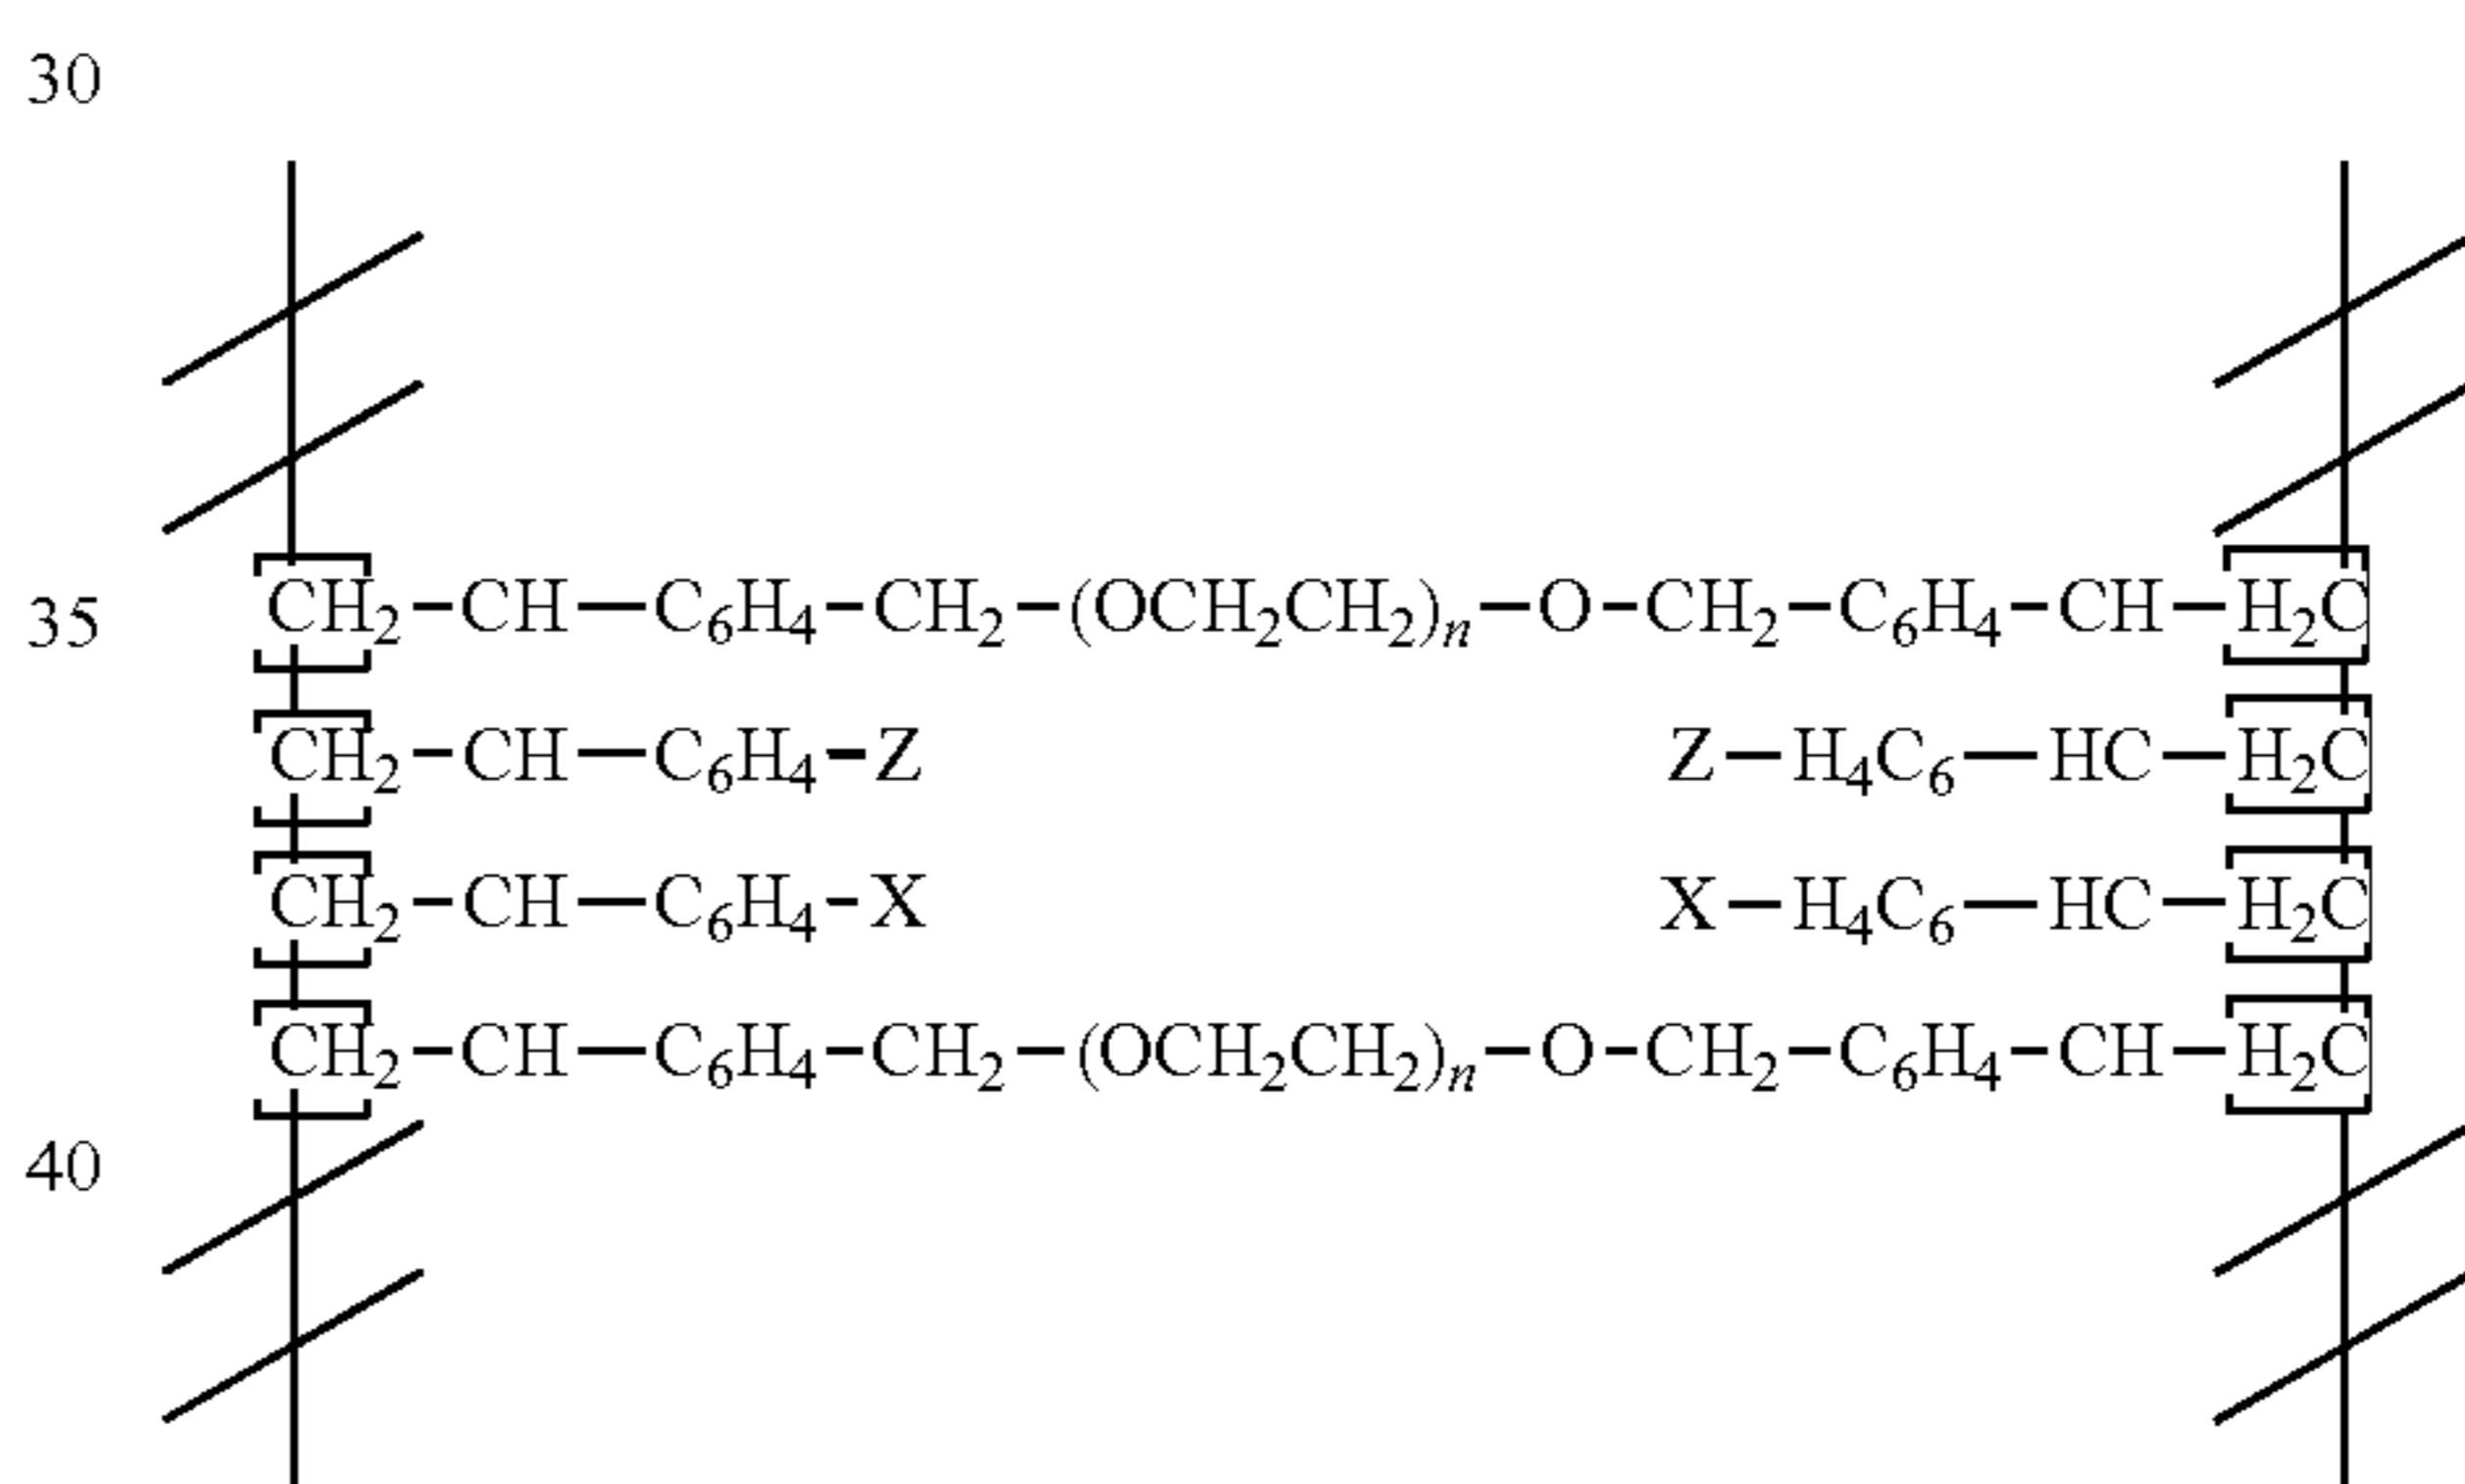 30
35 CH₂–CH–C₆H₄–CH₂–(OCH₂CH₂)ₙ–O–CH₂–C₆H₄–CH–H₂C
CH₂–CH–C₆H₄–Z Z–H₄C₆–HC–H₂C
CH₂–CH–C₆H₄–X X–H₄C₆–HC–H₂C
CH₂–CH–C₆H₄–CH₂–(OCH₂CH₂)ₙ–O–CH₂–C₆H₄–CH–H₂C
40